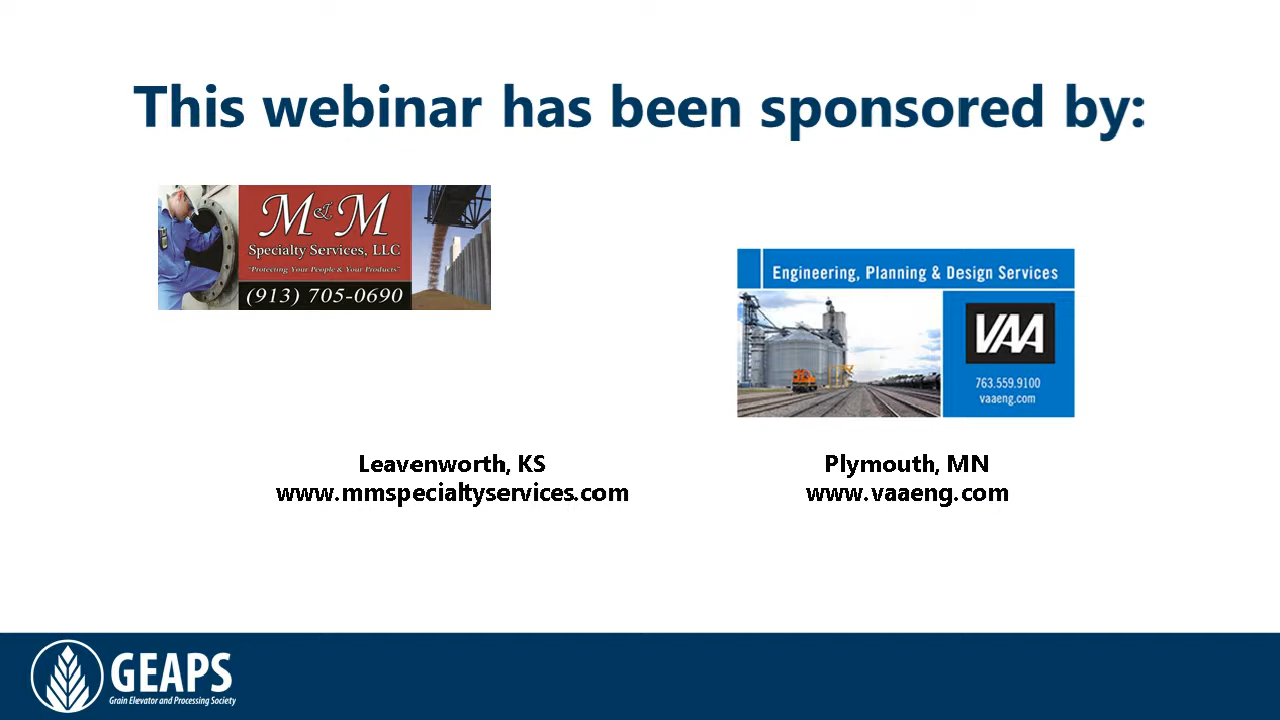 This webinar has been sponsored by:
M&M
Specialty Services, LLC
"Protecting Your People & Your Products"
(913) 705-0690
Engineering, Planning & Design Services
VAA
763.559.9100
vaaeng.com
Leavenworth, KS
www.mmspecialtyservices.com
Plymouth, MN
www.vaaeng.com
GEAPS
Grain Elevator and Processing Society